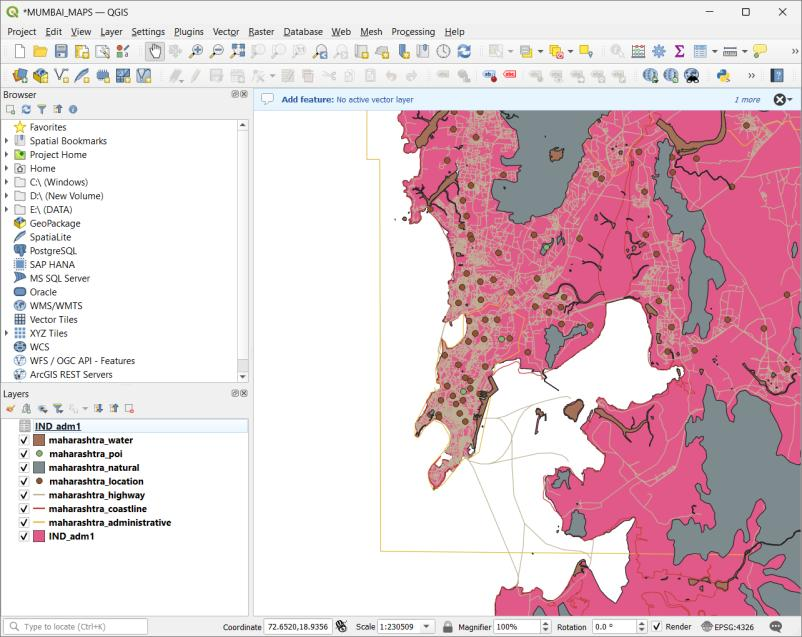 *MUMBAI_MAPS — QGIS
Project Edit View Layer Settings Plugins Vector Raster Database Web Mesh Processing Help
Browser
Add feature: No active vector layer
1 more
Favorites
Spatial Bookmarks
Project Home
Home
C:\ (Windows)
D:\ (New Volume)
E:\ (DATA)
GeoPackage
SpatiaLite
PostgreSQL
SAP HANA
MS SQL Server
Oracle
WMS/WMTS
Vector Tiles
XYZ Tiles
WCS
WFS / OGC API - Features
ArcGIS REST Servers
Layers
IND_adm1
maharashtra_water
maharashtra_poi
maharashtra_natural
maharashtra_location
maharashtra_highway
maharashtra_coastline
maharashtra_administrative
IND_adm1
Type to locate (Ctrl+K)
Coordinate 72.6520,18.9356 Scale 1:230509 Magnifier 100% Rotation 0.0 ° Render EPSG:4326